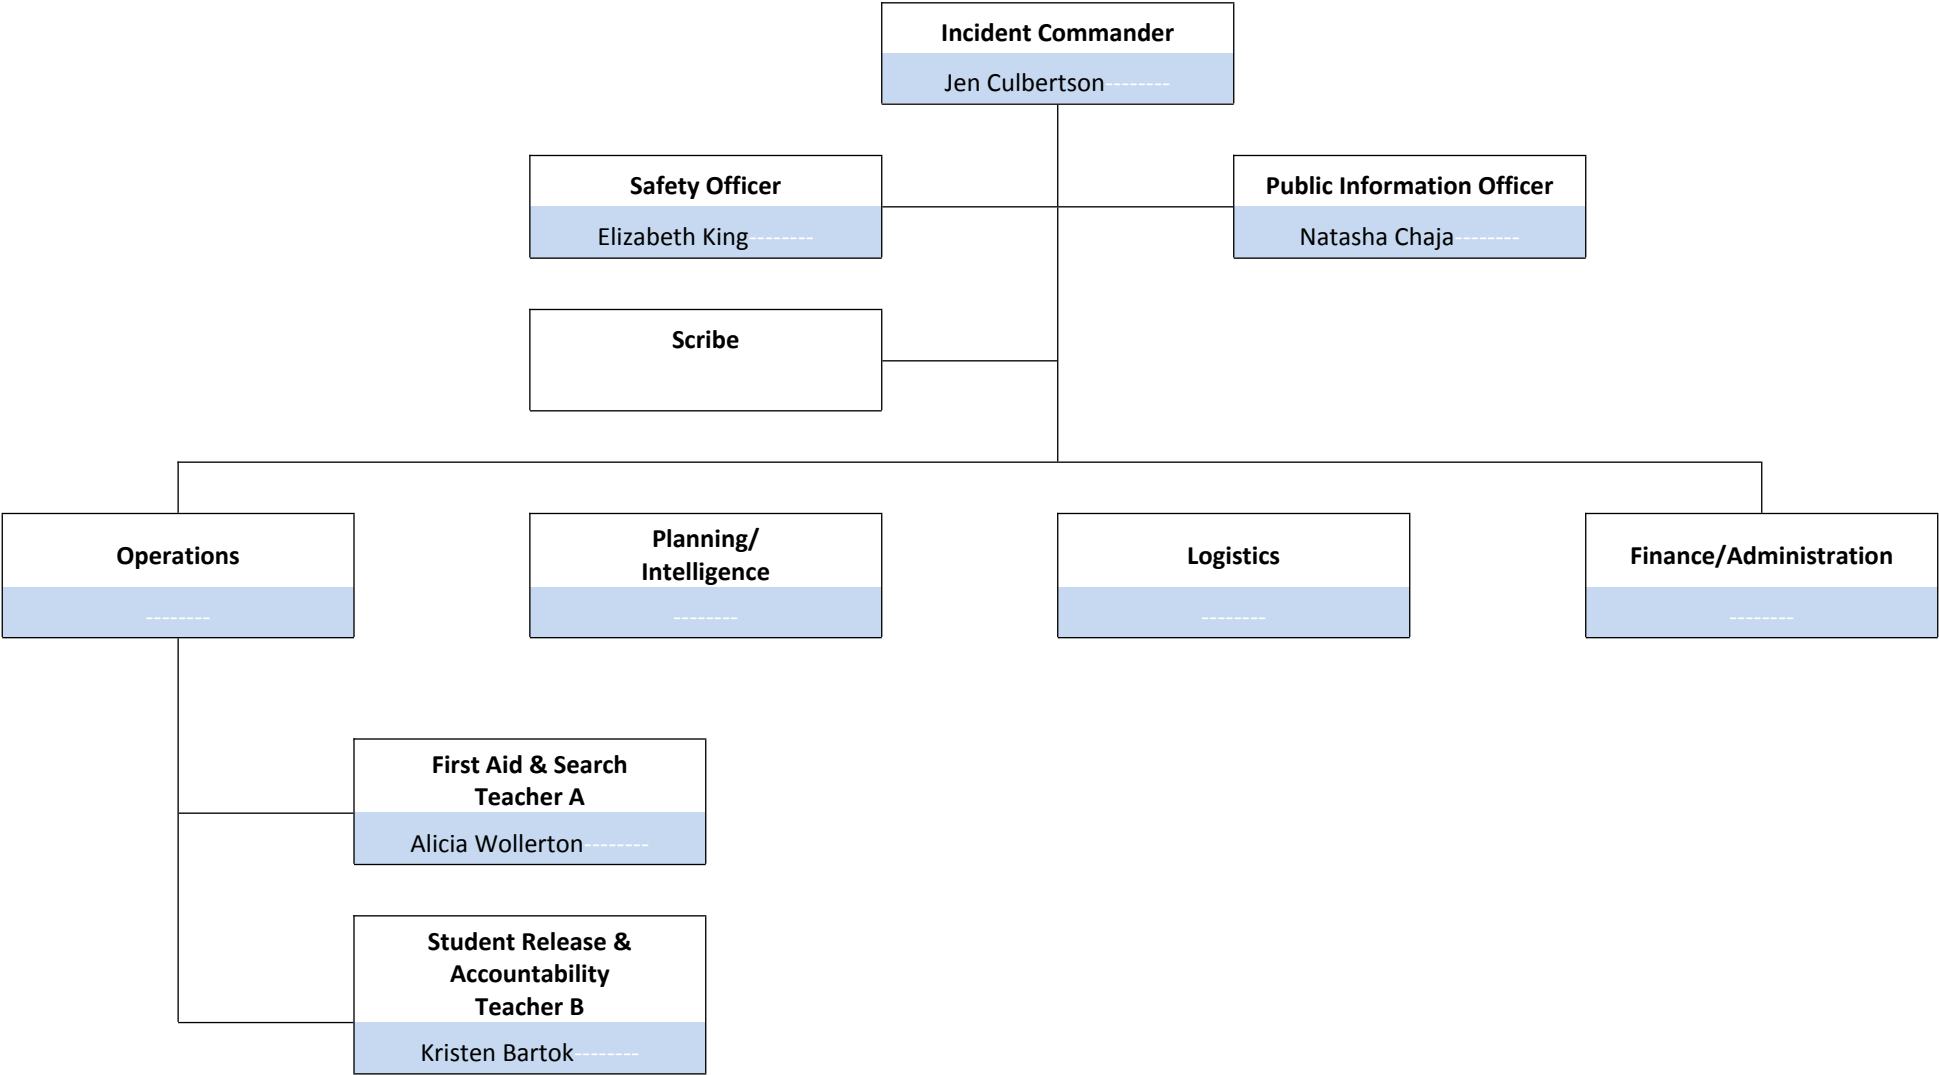 Incident Commander
Jen Culbertson--------
Safety Officer
Elizabeth King--------
Public Information Officer
Natasha Chaja--------
Scribe
Operations
--------
Planning/
Intelligence
--------
Logistics
--------
Finance/Administration
--------
First Aid & Search
Teacher A
Alicia Wollerton--------
Student Release &
Accountability
Teacher B
Kristen Bartok--------